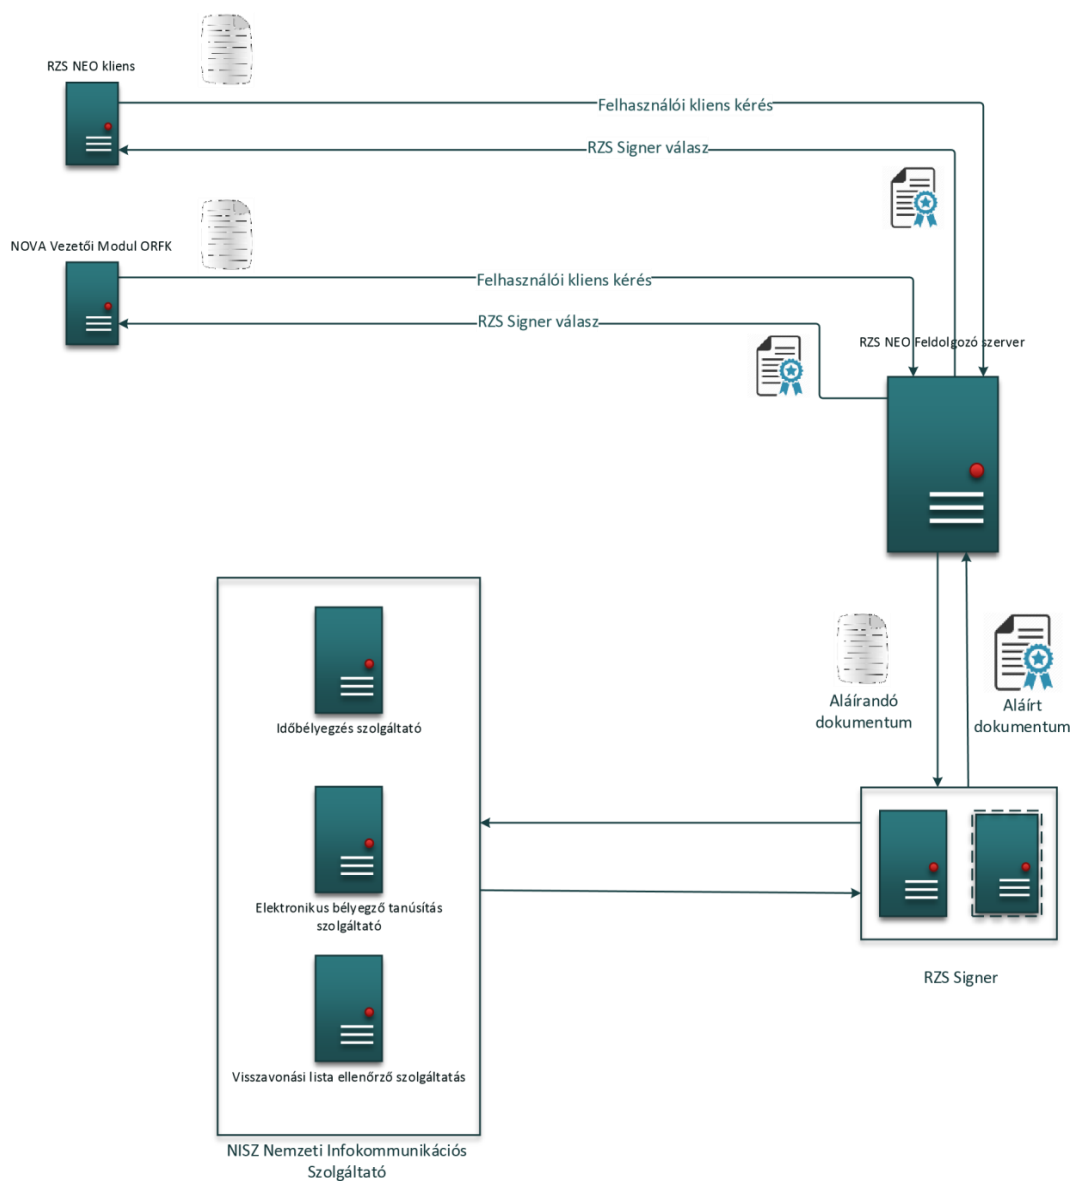 RZS NEO kliens
Felhasználói kliens kérés
RZS Signer válasz
NOVA Vezetői Modul ORFK
Felhasználói kliens kérés
RZS Signer válasz
RZS NEO Feldolgozó szerver
Aláírandó
dokumentum
Aláírt
dokumentum
Időbélyegzés szolgáltató
Elektronikus bélyegző tanúsítás
szolgáltató
RZS Signer
Visszavonási lista ellenőrző szolgáltatás
NISZ Nemzeti Infokommunikációs
Szolgáltató